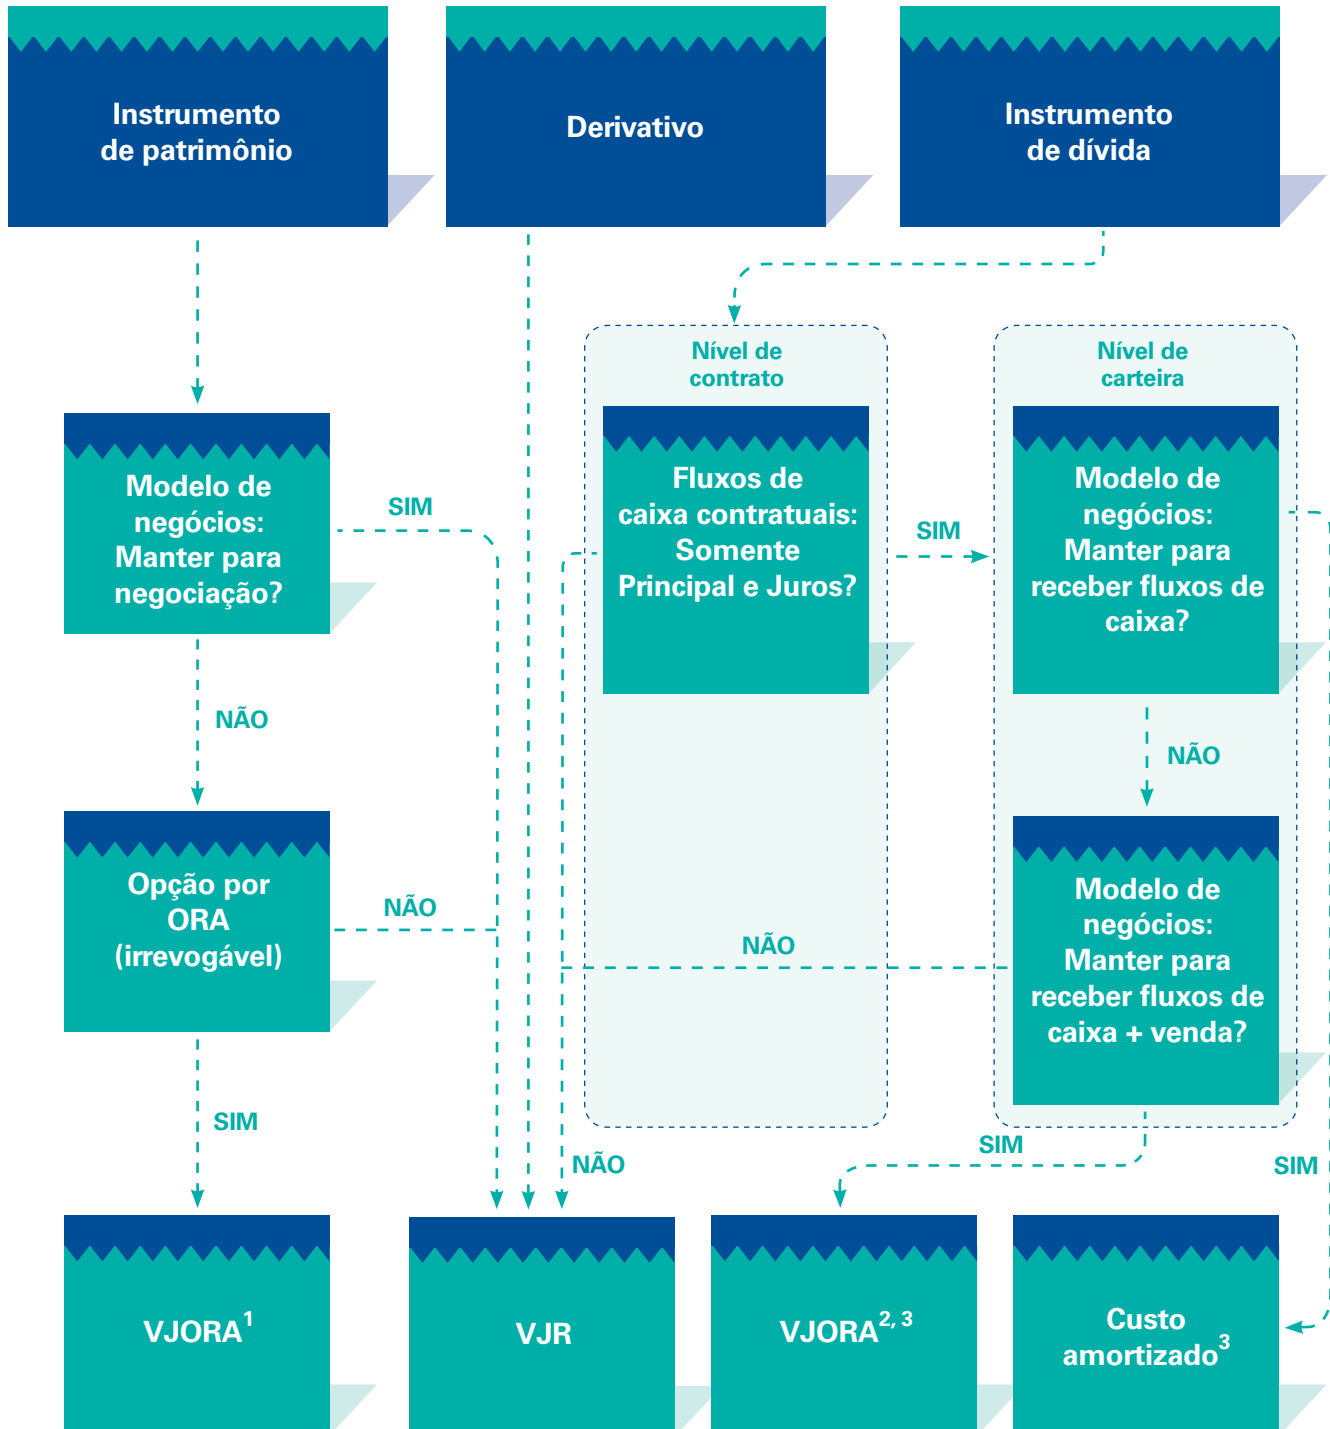 Instrumento
de patrimônio
Derivativo
Instrumento
de dívida
Nível de
contrato
Nível de
carteira
Modelo de
negócios:
Manter para
negociação?
SIM
Fluxos de
caixa contratuais:
Somente
Principal e Juros?
SIM
Modelo de
negócios:
Manter para
receber fluxos de
caixa?
NÃO
NÃO
Opção por
ORA
(irrevogável)
NÃO
NÃO
Modelo de
negócios:
Manter para
receber fluxos de
caixa + venda?
SIM
NÃO
SIM
SIM
VJORA1
VJR
VJORA2, 3
Custo
amortizado3